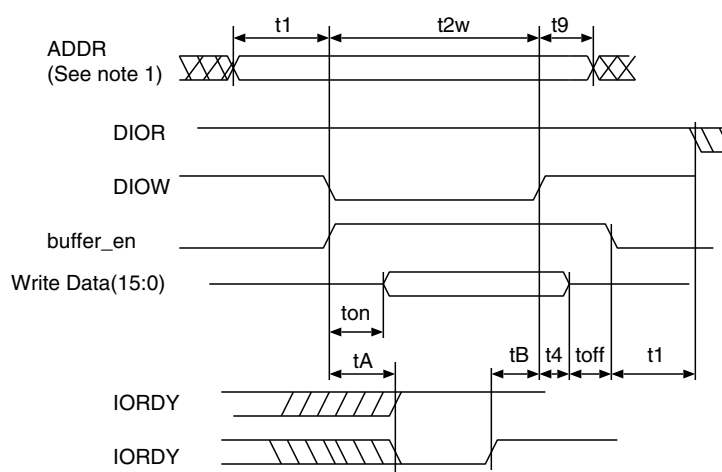 t1 t2w t9
ADDR
(See note 1)
DIOR
DIOW
buffer_en
Write Data(15:0)
ton
tA tB t4 toff t1
IORDY
IORDY